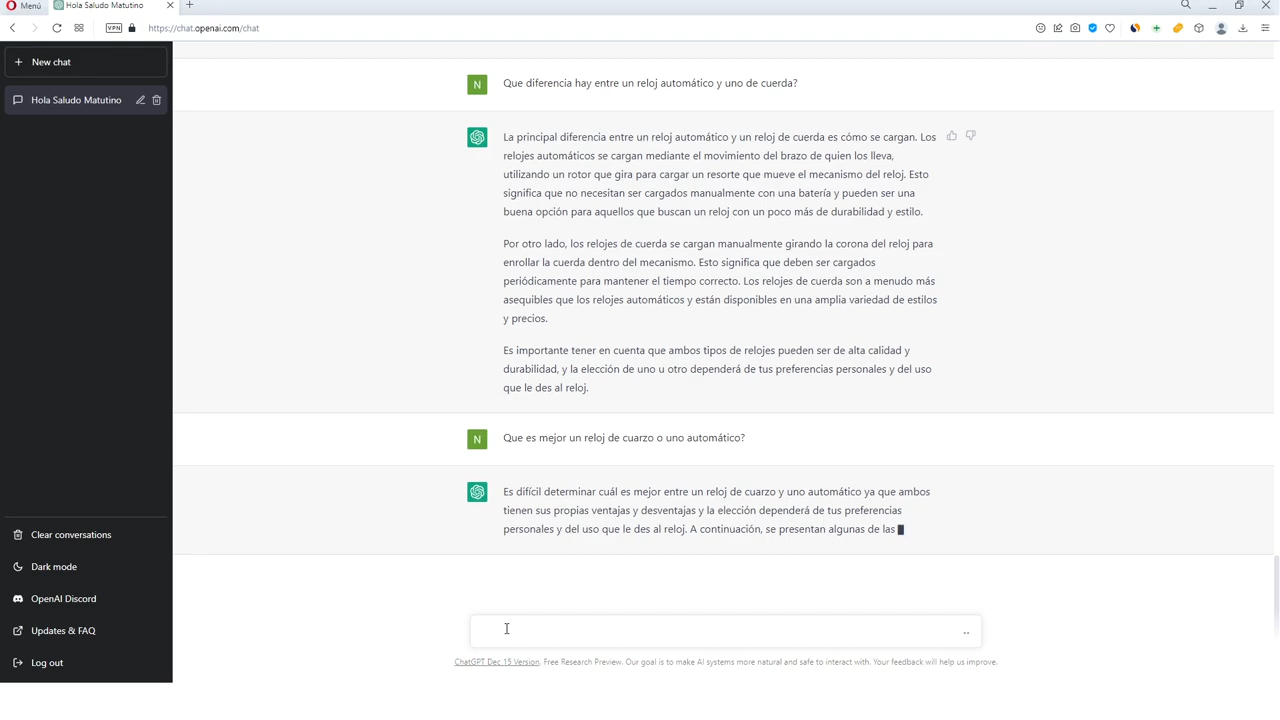 Menú
Hola Saludo Matutino
VPN
https://chat.openai.com/chat
New chat
Hola Saludo Matutino
N
Que diferencia hay entre un reloj automático y uno de cuerda?
La principal diferencia entre un reloj automático y un reloj de cuerda es cómo se cargan. Los
relojes automáticos se cargan mediante el movimiento del brazo de quien los lleva,
utilizando un rotor que gira para cargar un resorte que mueve el mecanismo del reloj. Esto
significa que no necesitan ser cargados manualmente con una batería y pueden ser una
buena opción para aquellos que buscan un reloj con un poco más de durabilidad y estilo.
Por otro lado, los relojes de cuerda se cargan manualmente girando la corona del reloj para
enrollar la cuerda dentro del mecanismo. Esto significa que deben ser cargados
periódicamente para mantener el tiempo correcto. Los relojes de cuerda son a menudo más
asequibles que los relojes automáticos y están disponibles en una amplia variedad de estilos
y precios.
Es importante tener en cuenta que ambos tipos de relojes pueden ser de alta calidad y
durabilidad, y la elección de uno u otro dependerá de tus preferencias personales y del uso
que le des al reloj.
N
Que es mejor un reloj de cuarzo o uno automático?
Es difícil determinar cuál es mejor entre un reloj de cuarzo y uno automático ya que ambos
tienen sus propias ventajas y desventajas y la elección dependerá de tus preferencias
personales y del uso que le des al reloj. A continuación, se presentan algunas de las
Clear conversations
Dark mode
OpenAI Discord
Updates & FAQ
Log out
..
ChatGPT Dec 15 Version. Free Research Preview. Our goal is to make AI systems more natural and safe to interact with. Your feedback will help us improve.